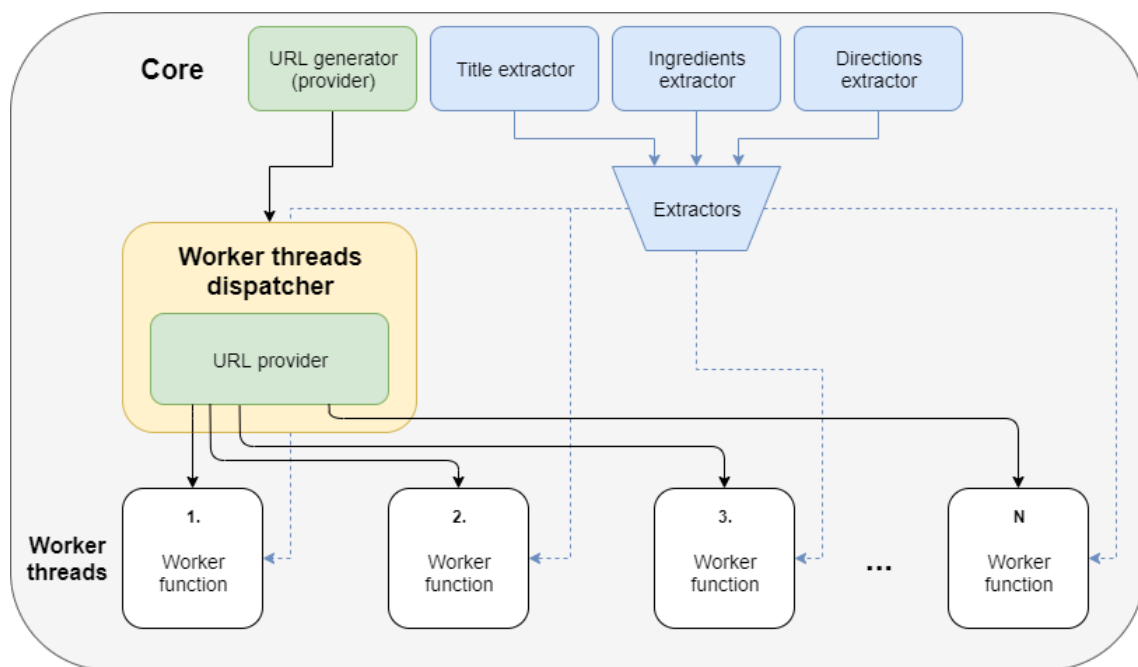 Core
URL generator
(provider)
Title extractor
Ingredients
extractor
Directions
extractor
Extractors
Worker threads
dispatcher
URL provider
Worker
threads
1.
Worker
function
2.
Worker
function
3.
Worker
function
...
N
Worker
function